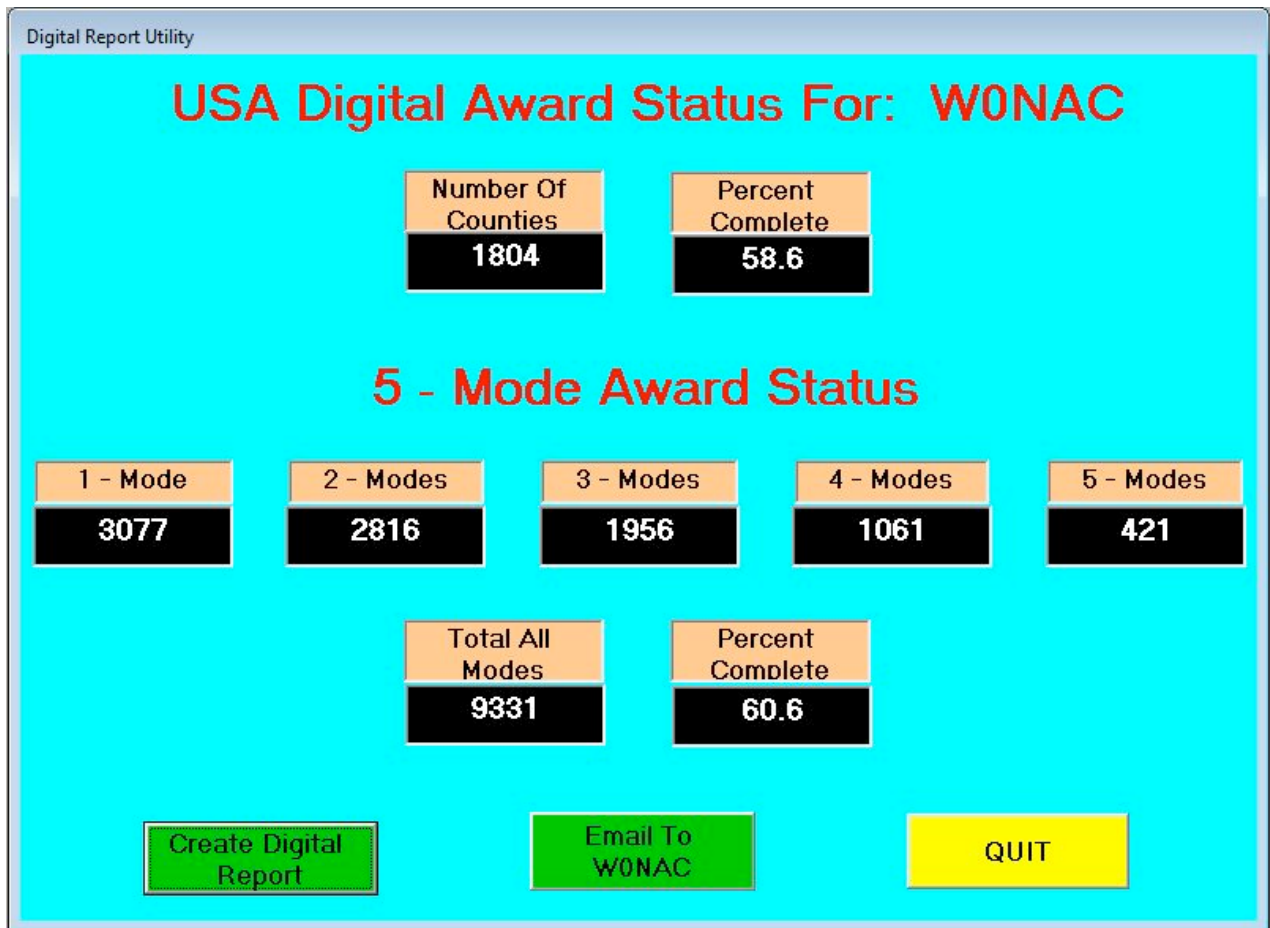 Digital Report Utility
USA Digital Award Status For: W0NAC
Number Of
Counties
1804
Percent
Complete
58.6
5 - Mode Award Status
1 - Mode
2 - Modes
3 - Modes
4 - Modes
5 - Modes
3077
2816
1956
1061
421
Total All
Modes
9331
Percent
Complete
60.6
Create Digital
Report
Email To
W0NAC
QUIT